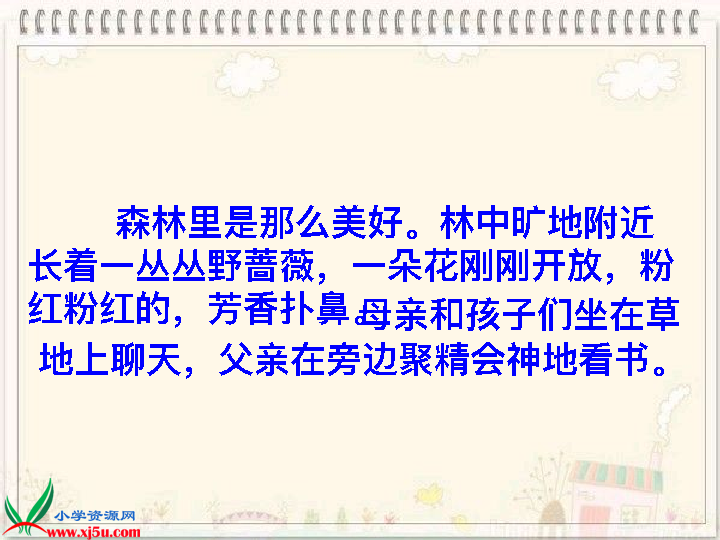 森林里是那么美好。林中旷地附近
长着一丛丛野蔷薇，一朵花刚刚开放，粉
红粉红的，芳香扑鼻。母亲和孩子们坐在草
地上聊天，父亲在旁边聚精会神地看书。
小学资源网
www.xj5u.com